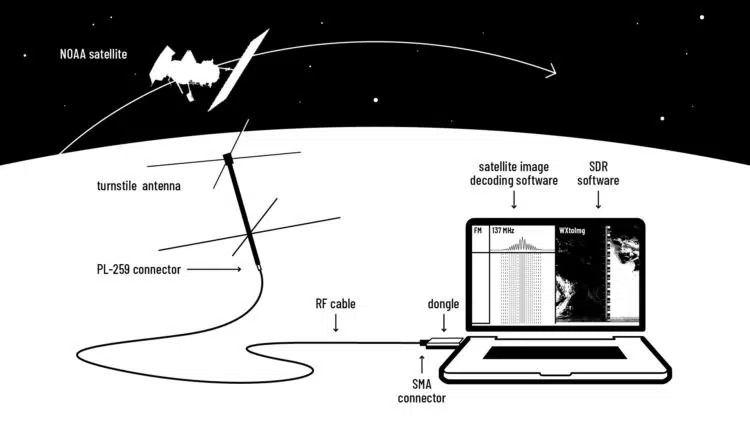 NOAA satellite
turnstile antenna
satellite image
decoding software
SDR
software
FM
137 MHz
WXtoImg
PL-259 connector
RF cable
dongle
SMA
connector